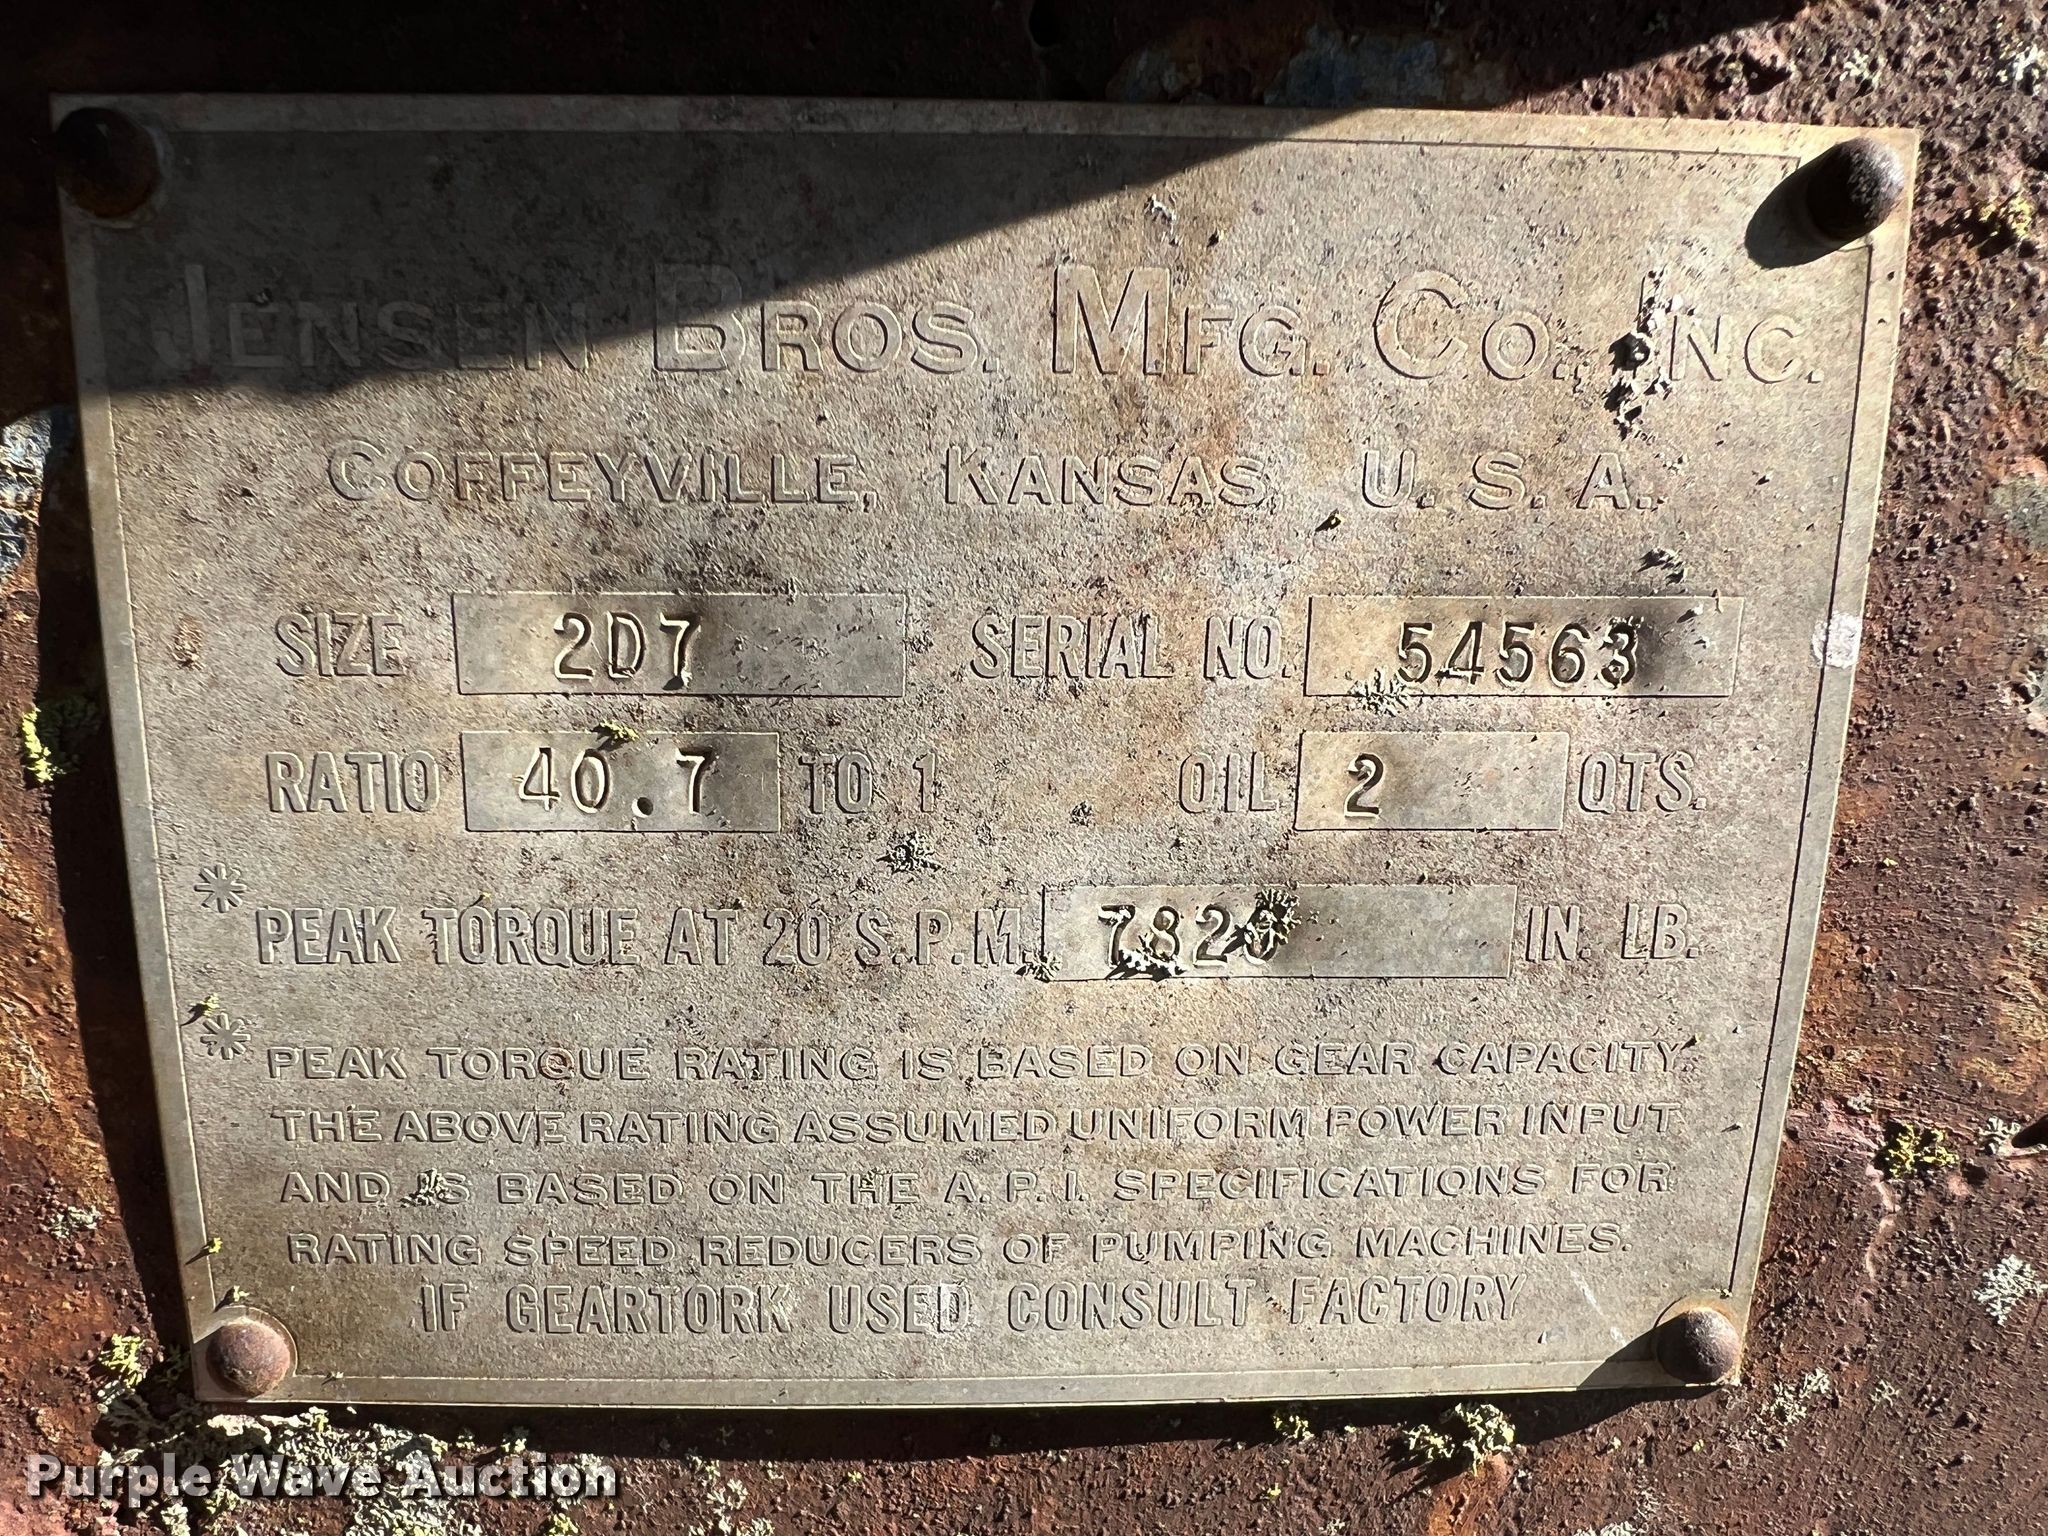 JENSEN BROS. MFG. CO., INC.
COFFEYVILLE, KANSAS, U. S. A.
SIZE 2D7 SERIAL NO. 54563
RATIO 40.7 TO 1 OIL 2 QTS.
* PEAK TORQUE AT 20 S.P.M. 7820 IN. LB.
* PEAK TORQUE RATING IS BASED ON GEAR CAPACITY.
THE ABOVE RATING ASSUMED UNIFORM POWER INPUT
AND IS BASED ON THE A.P.I. SPECIFICATIONS FOR
RATING SPEED REDUCERS OF PUMPING MACHINES.
IF GEARTORK USED CONSULT FACTORY
Purple Wave Auction